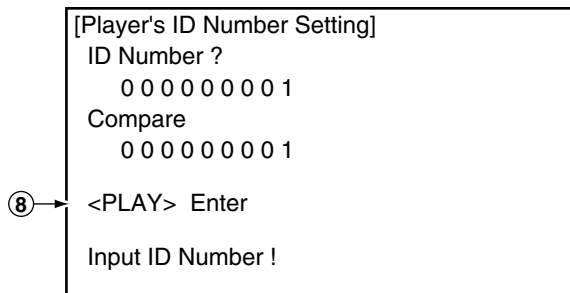 [Player's ID Number Setting]
ID Number ?
0 0 0 0 0 0 0 0 1
Compare
0 0 0 0 0 0 0 0 1
8 <PLAY> Enter
Input ID Number !